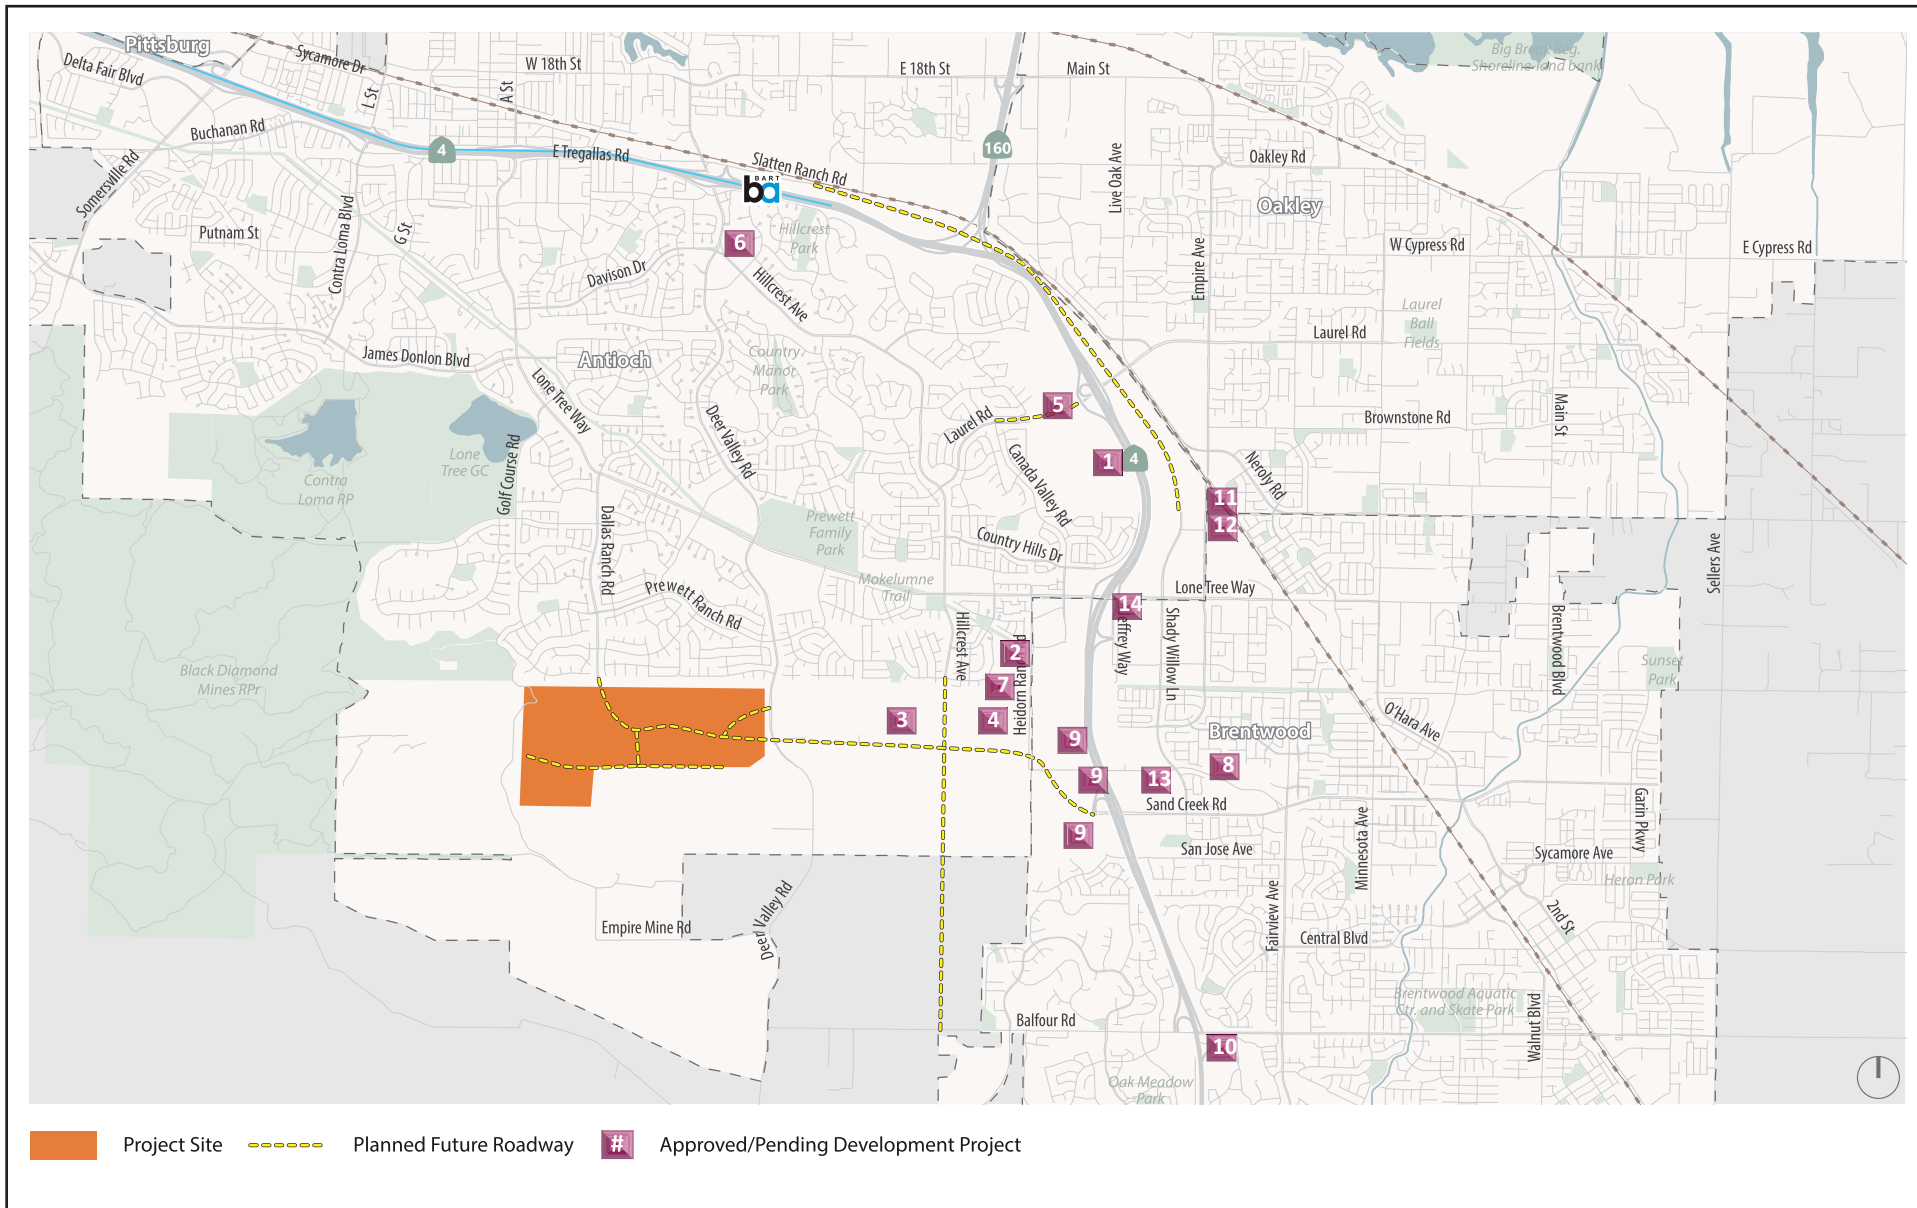 Pittsburg
Delta Fair Blvd
Sycamore Dr
L St
A St
W 18th St
E 18th St
Main St
Big Break Reg.
Shoreline-land bank
Buchanan Rd
4
E Tregallas Rd
Slatten Ranch Rd
BART
ba
160
Live Oak Ave
Oakley Rd
Oakley
Somersville Rd
Putnam St
Contra Loma Blvd
G St
6
Hillcrest
Park
Davison Dr
Hillcrest Ave
Empire Ave
W Cypress Rd
E Cypress Rd
Laurel
Ball
Fields
Laurel Rd
James Donlon Blvd
Antioch
Country
Manor
Park
Lone Tree Way
Deer Valley Rd
Laurel Rd
5
Brownstone Rd
Main St
Lone
Tree GC
Golf Course Rd
Contra
Loma RP
Canada Valley Rd
1
4
Neroly Rd
11
12
Dallas Ranch Rd
Prewett
Family
Park
Country Hills Dr
Sellers Ave
Mokelumne
Trail
Prewett Ranch Rd
Lone Tree Way
14
Jeffrey Way
Shady Willow Ln
Brentwood Blvd
Hillcrest Ave
2
7
Heidorn Ranch Rd
Black Diamond
Mines RPr
Sunset
Park
3
4
9
Brentwood
O'Hara Ave
9
13
8
Sand Creek Rd
9
San Jose Ave
Minnesota Ave
Garin Pkwy
Sycamore Ave
Heron Park
Empire Mine Rd
Deer Valley Rd
Fairview Ave
Central Blvd
2nd St
Brentwood Aquatic
Ctr. and Skate Park
Walnut Blvd
Balfour Rd
10
Oak Meadow
Park
Project Site
Planned Future Roadway
#
Approved/Pending Development Project